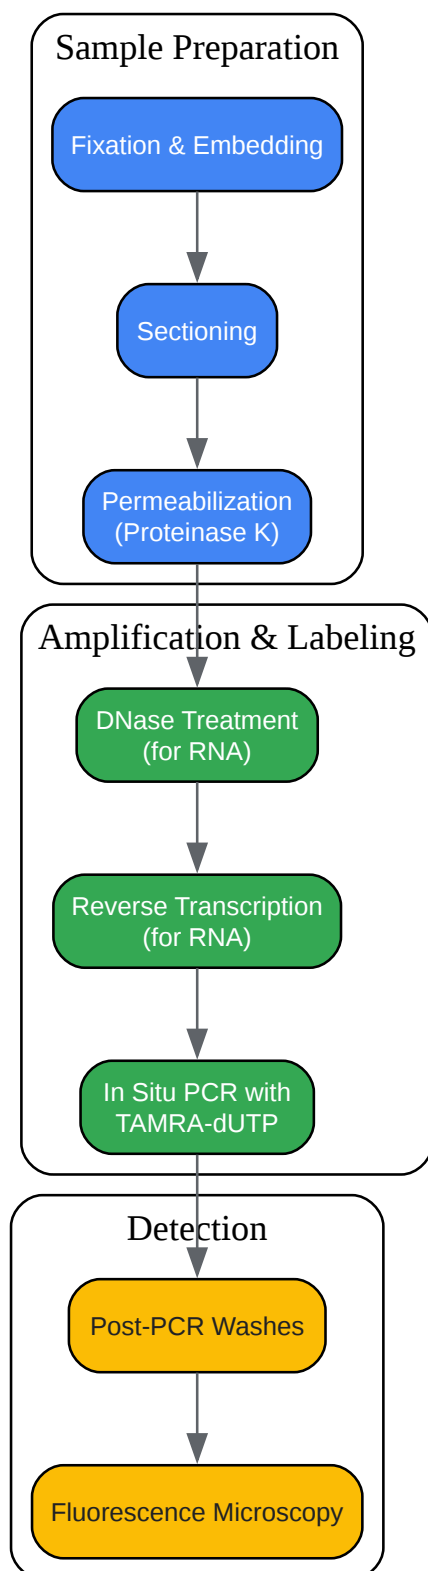 Sample Preparation
Fixation & Embedding
Sectioning
Permeabilization
(Proteinase K)
Amplification & Labeling
DNase Treatment
(for RNA)
Reverse Transcription
(for RNA)
In Situ PCR with
TAMRA-dUTP
Detection
Post-PCR Washes
Fluorescence Microscopy